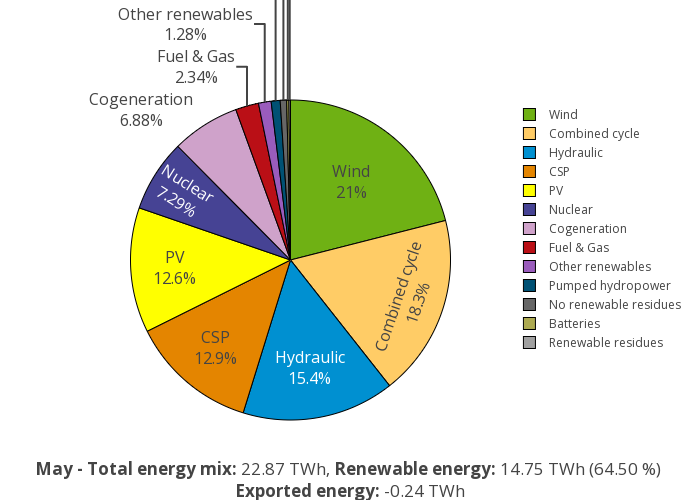 Other renewables
1.28%
Fuel & Gas
2.34%
Cogeneration
6.88%
Nuclear
7.29%
Wind
21%
Combined cycle
18.3%
PV
12.6%
CSP
12.9%
Hydraulic
15.4%
Wind
Combined cycle
Hydraulic
CSP
PV
Nuclear
Cogeneration
Fuel & Gas
Other renewables
Pumped hydropower
No renewable residues
Batteries
Renewable residues
May - Total energy mix: 22.87 TWh, Renewable energy: 14.75 TWh (64.50 %)
Exported energy: -0.24 TWh